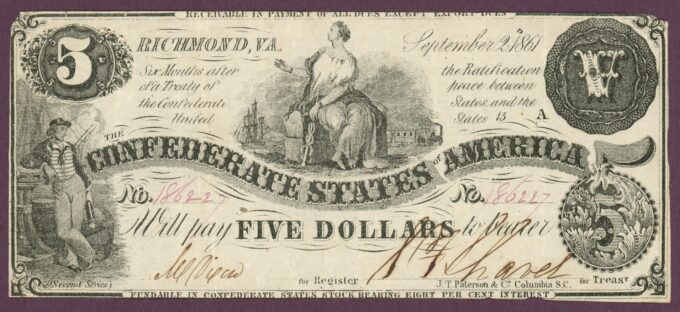 RECEIVABLE IN PAYMENT OF ALL DUES EXCEPT EXPORT DUES
5
RICHMOND, VA.
September 2, 1861
V
Six Months after the Ratification
of a Treaty of peace between
the Confederate States and the
United States 15 A
THE
CONFEDERATE STATES OF AMERICA
No. 186227
No. 186227
Will pay FIVE DOLLARS to bearer
5
for Register
for Treasr
(Second Series)
J.T. Paterson & Co. Columbia S.C.
FUNDABLE IN CONFEDERATE STATES STOCK BEARING EIGHT PER CENT INTEREST